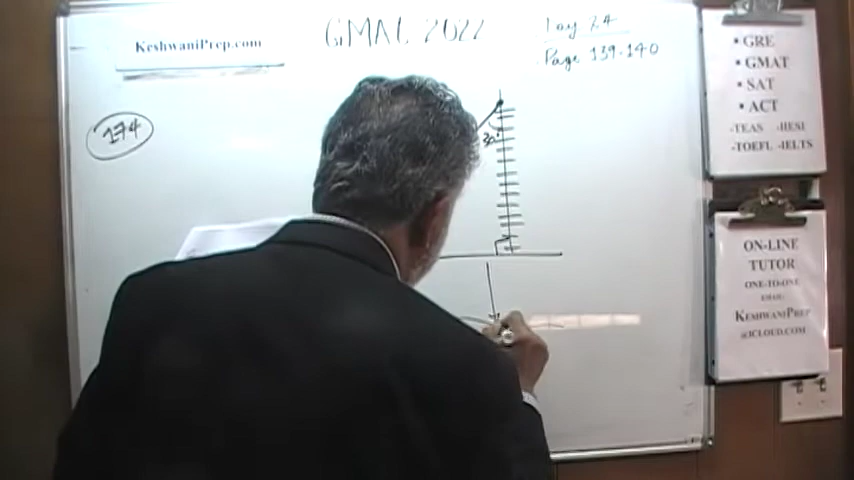 KeshwaniPrep.com
GMAC 2022
Day 24
Page 139-140
174
30°
• GRE
• GMAT
• SAT
• ACT
-TEAS -HESI
-TOEFL -IELTS
ON-LINE
TUTOR
ONE-TO-ONE
KESHWANIPREP
@ICLOUD.COM